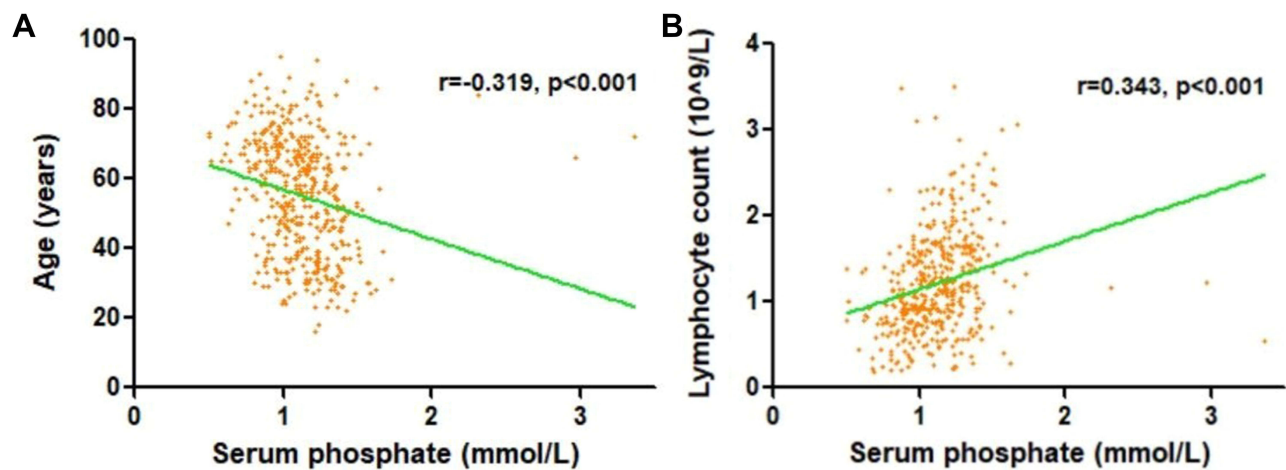 A
Age (years)
100
80
60
40
20
0
r=-0.319, p<0.001
0 1 2 3
Serum phosphate (mmol/L)
B
Lymphocyte count (10^9/L)
4
3
2
1
0
r=0.343, p<0.001
0 1 2 3
Serum phosphate (mmol/L)